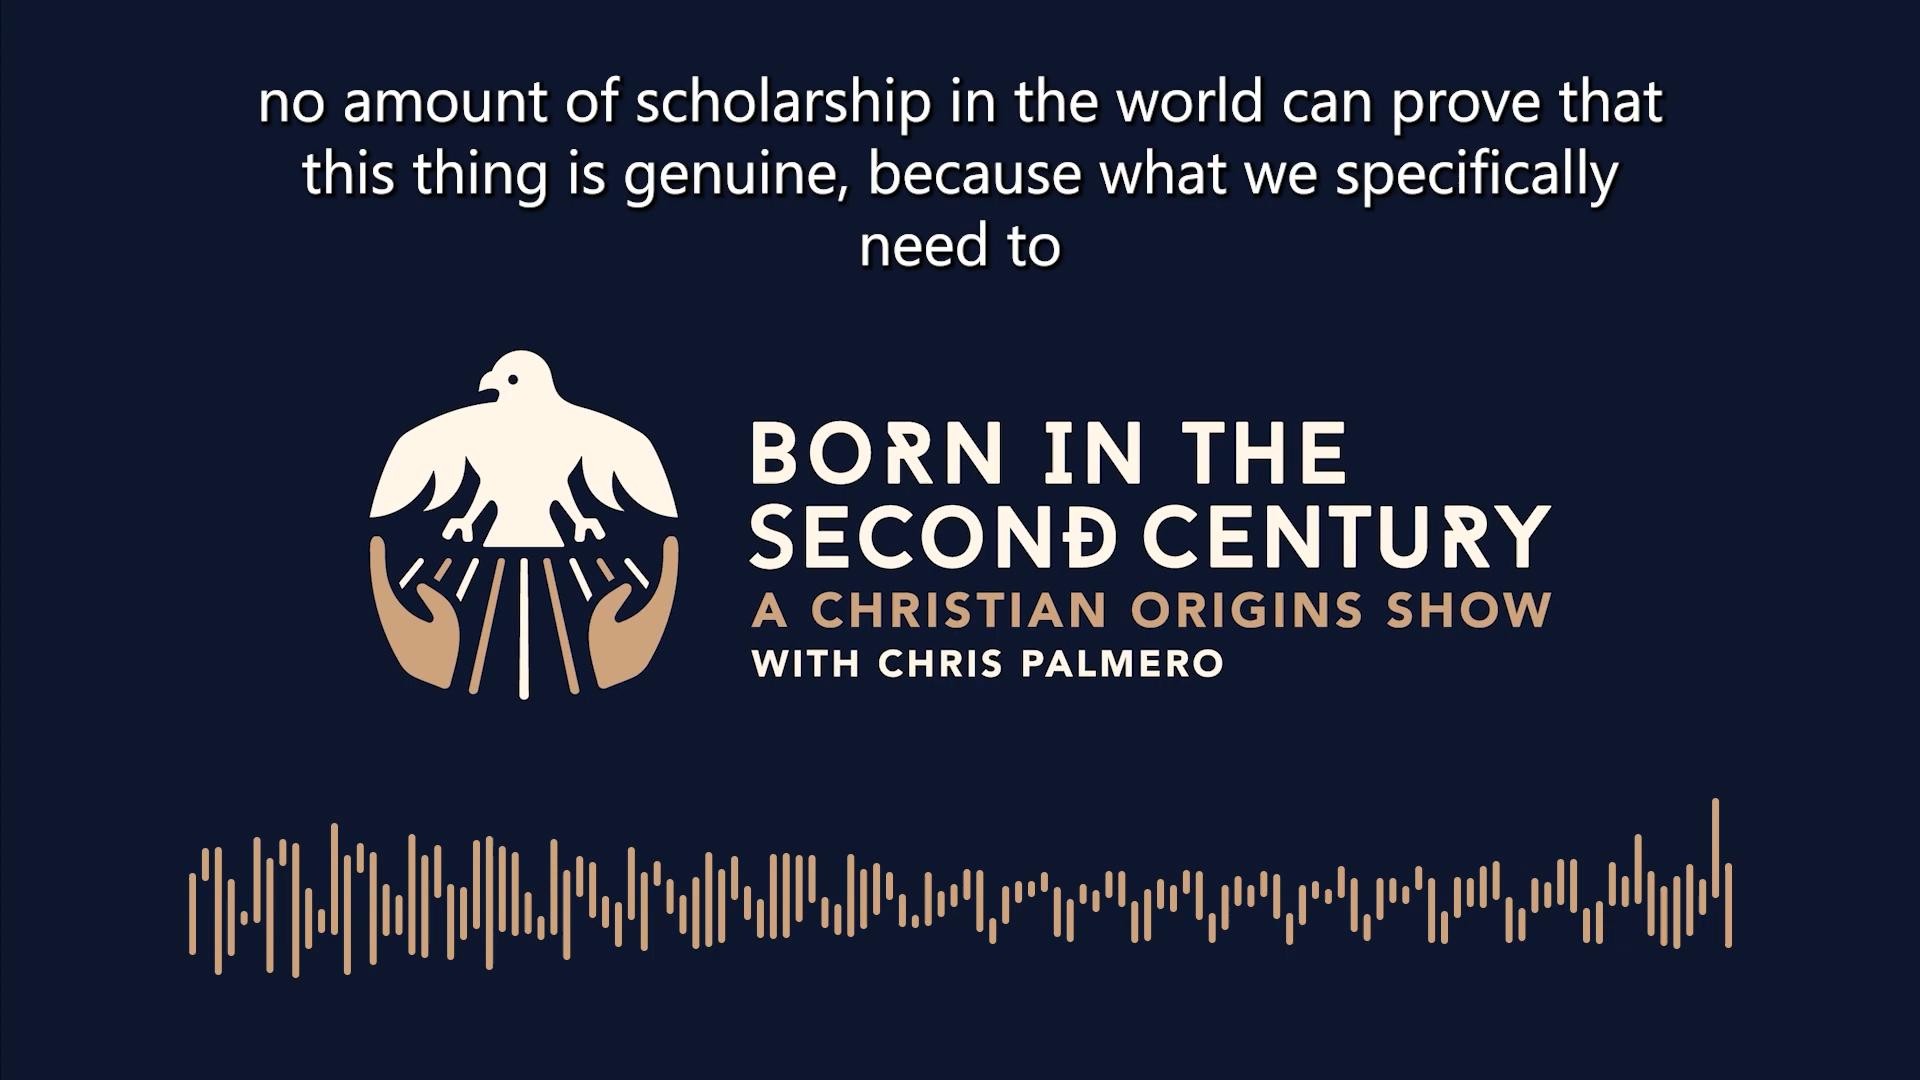 no amount of scholarship in the world can prove that
this thing is genuine, because what we specifically
need to
BORN IN THE
SECOND CENTURY
A CHRISTIAN ORIGINS SHOW
WITH CHRIS PALMERO